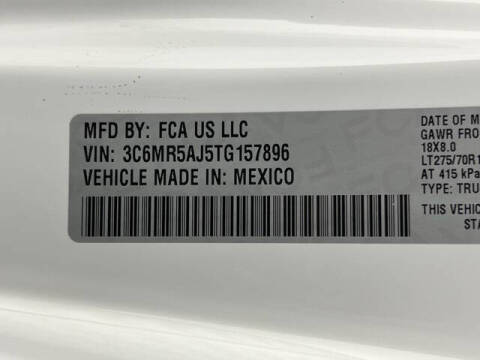 MFD BY: FCA US LLC
VIN: 3C6MR5AJ5TG157896
VEHICLE MADE IN: MEXICO
DATE OF M
GAWR FRO
18X8.0
LT275/70R1
AT 415 kPa
TYPE: TRU
THIS VEHIC
STA